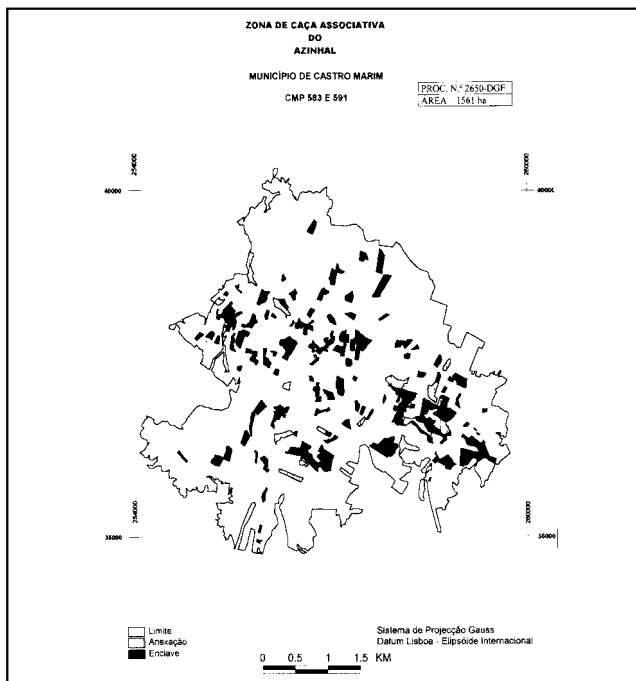 ZONA DE CAÇA ASSOCIATIVA
DO
AZINHAL
MUNICÍPIO DE CASTRO MARIM
CMP 583 E 591
PROC. N.º 2650-DGF
ÁREA 1561 ha
254000
260000
40000
40000
35000
254000
260000
35000
Limite
Anexação
Enclave
Sistema de Projecção Gauss
Datum Lisboa - Elipsóide Internacional
0 0.5 1 1.5 KM